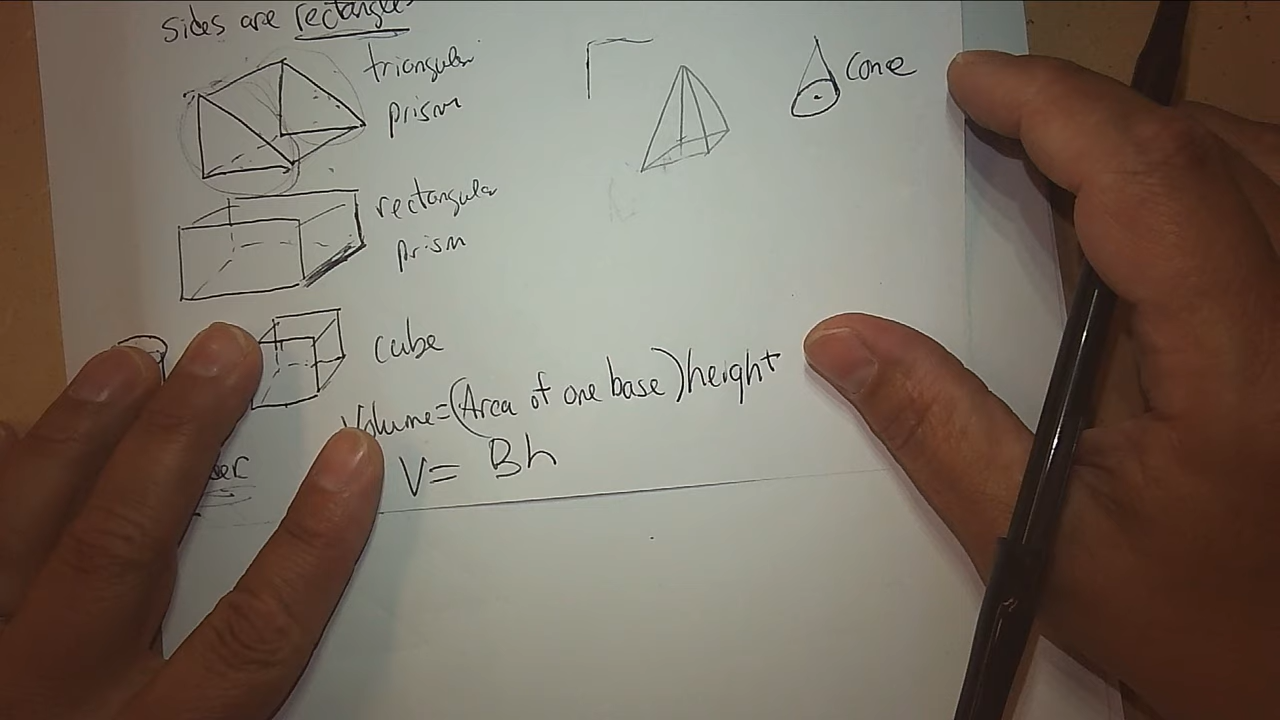 sides are rectangles
triangular
prism
cone
rectangular
prism
cube
Volume=(Area of one base)height
V= Bh